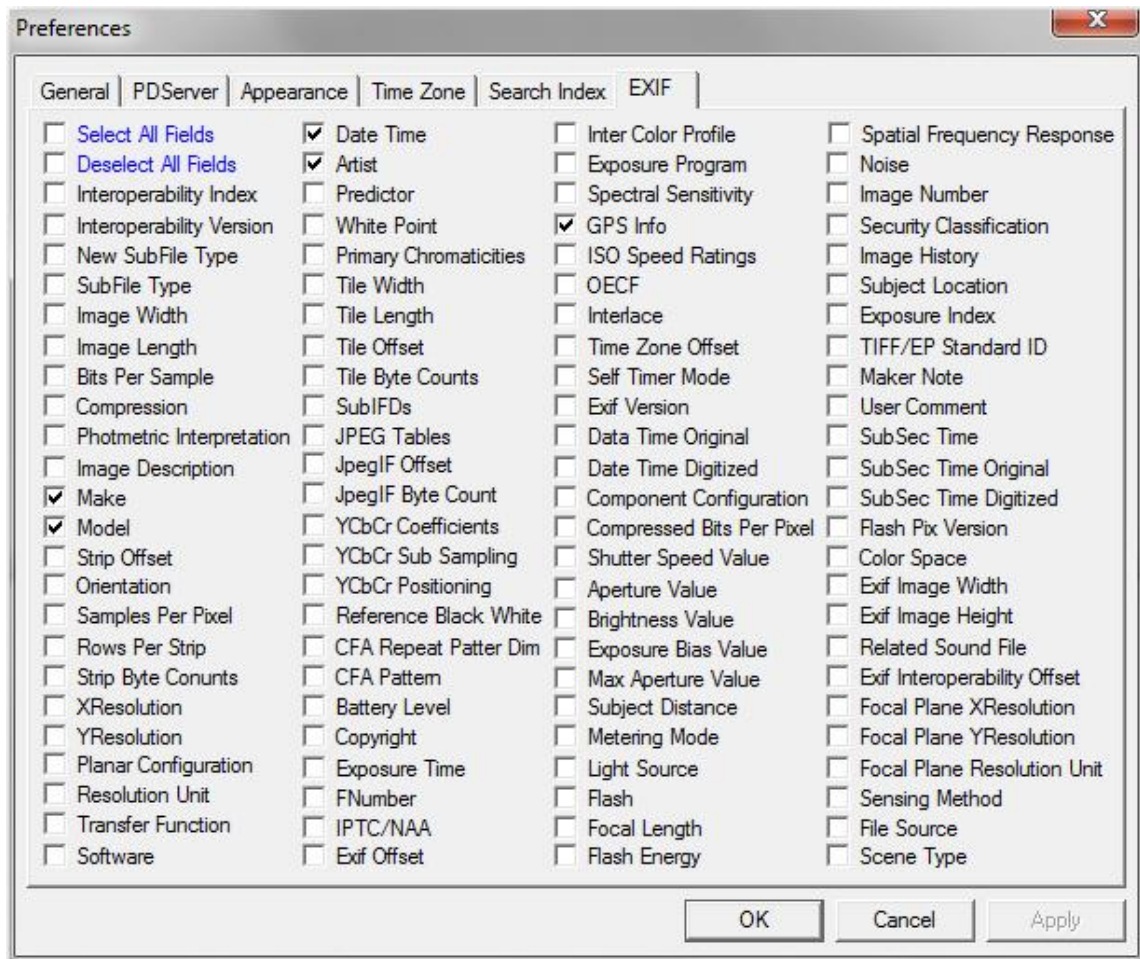 Preferences
General PDServer Appearance Time Zone Search Index EXIF
Select All Fields
Deselect All Fields
Interoperability Index
Interoperability Version
New SubFile Type
SubFile Type
Image Width
Image Length
Bits Per Sample
Compression
Photmetric Interpretation
Image Description
Make
Model
Strip Offset
Orientation
Samples Per Pixel
Rows Per Strip
Strip Byte Conunts
XResolution
YResolution
Planar Configuration
Resolution Unit
Transfer Function
Software
Date Time
Artist
Predictor
White Point
Primary Chromaticities
Tile Width
Tile Length
Tile Offset
Tile Byte Counts
SubIFDs
JPEG Tables
JpegIF Offset
JpegIF Byte Count
YCbCr Coefficients
YCbCr Sub Sampling
YCbCr Positioning
Reference Black White
CFA Repeat Patter Dim
CFA Pattern
Battery Level
Copyright
Exposure Time
FNumber
IPTC/NAA
Exif Offset
Inter Color Profile
Exposure Program
Spectral Sensitivity
GPS Info
ISO Speed Ratings
OECF
Interlace
Time Zone Offset
Self Timer Mode
Exif Version
Data Time Original
Date Time Digitized
Component Configuration
Compressed Bits Per Pixel
Shutter Speed Value
Aperture Value
Brightness Value
Exposure Bias Value
Max Aperture Value
Subject Distance
Metering Mode
Light Source
Flash
Focal Length
Flash Energy
Spatial Frequency Response
Noise
Image Number
Security Classification
Image History
Subject Location
Exposure Index
TIFF/EP Standard ID
Maker Note
User Comment
SubSec Time
SubSec Time Original
SubSec Time Digitized
Flash Pix Version
Color Space
Exif Image Width
Exif Image Height
Related Sound File
Exif Interoperability Offset
Focal Plane XResolution
Focal Plane YResolution
Focal Plane Resolution Unit
Sensing Method
File Source
Scene Type
OK Cancel Apply